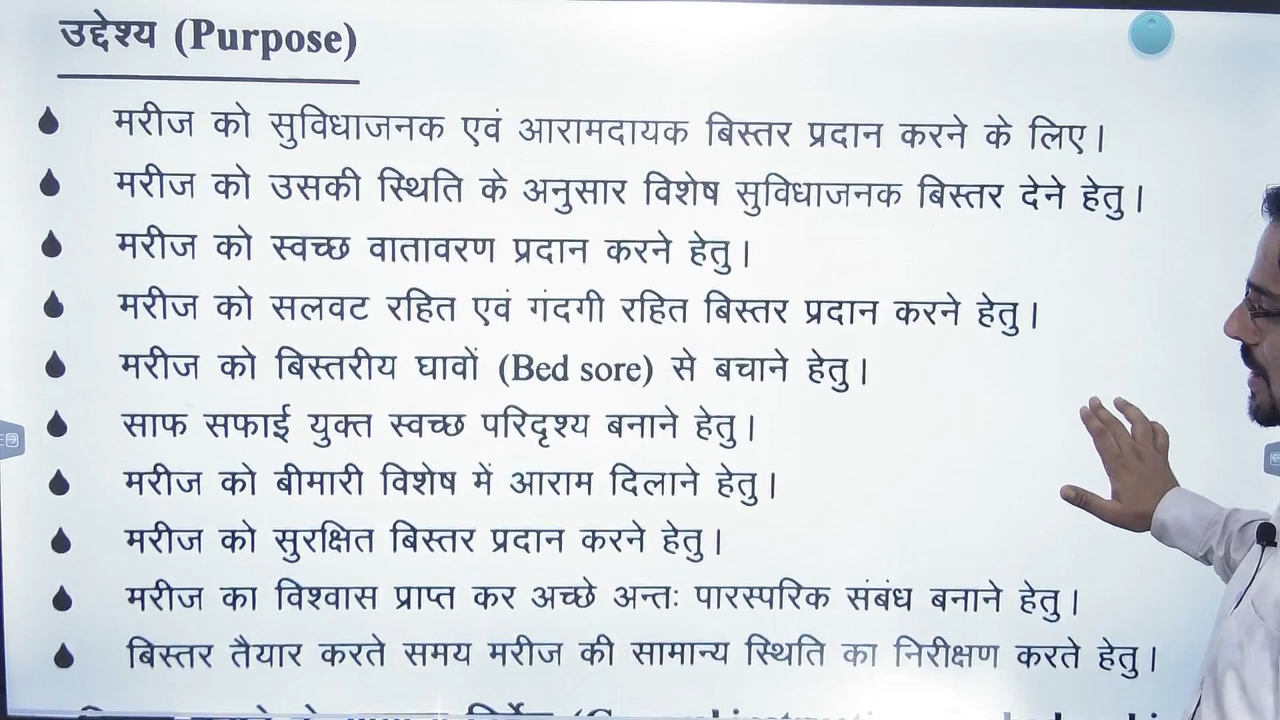 उद्देश्य (Purpose)
मरीज को सुविधाजनक एवं आरामदायक बिस्तर प्रदान करने के लिए।
मरीज को उसकी स्थिति के अनुसार विशेष सुविधाजनक बिस्तर देने हेतु।
मरीज को स्वच्छ वातावरण प्रदान करने हेतु।
मरीज को सलवट रहित एवं गंदगी रहित बिस्तर प्रदान करने हेतु।
मरीज को बिस्तरीय घावों (Bed sore) से बचाने हेतु।
साफ सफाई युक्त स्वच्छ परिदृश्य बनाने हेतु।
मरीज को बीमारी विशेष में आराम दिलाने हेतु।
मरीज को सुरक्षित बिस्तर प्रदान करने हेतु।
मरीज का विश्वास प्राप्त कर अच्छे अन्तः पारस्परिक संबंध बनाने हेतु।
बिस्तर तैयार करते समय मरीज की सामान्य स्थिति का निरीक्षण करते हेतु।